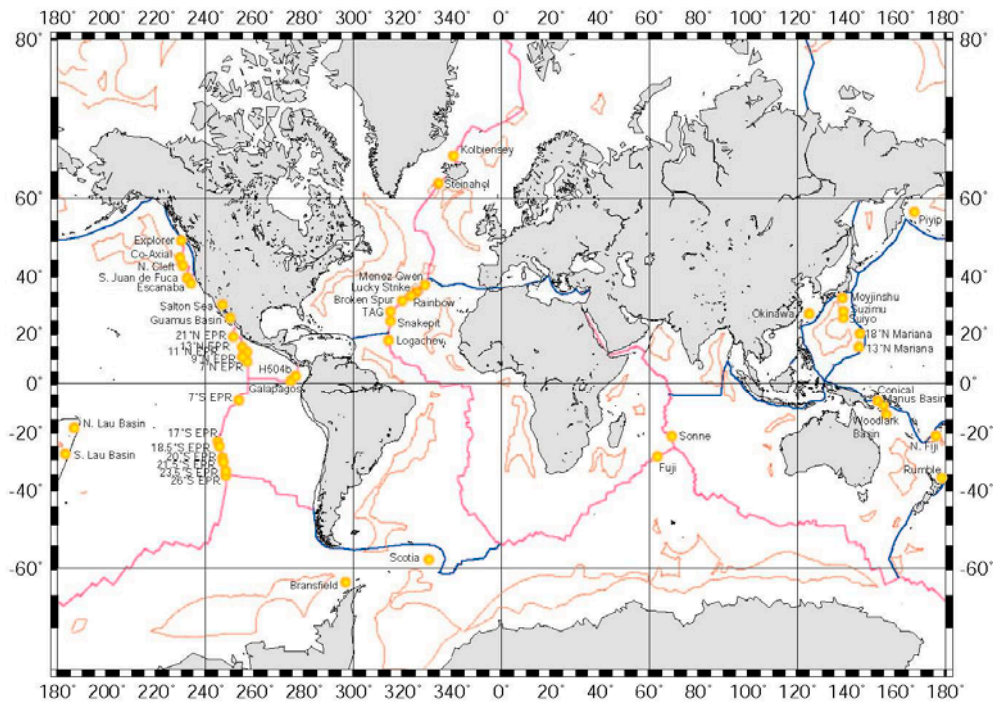 180 200 220 240 260 280 300 320 340 0 20 40 60 80 100 120 140 160 180˚
80˚ 80˚
Kolbiensey
Steinahol
60˚ 60˚
Piyip
Explorer
Co-Axial
N. Cleft
S. Juan de Fuca
Escanaba
40˚ 40˚
Menez Gwen
Lucky Strike
Rainbow
Broken Spur
TAG
Snakepit
Logachev
Salton Sea
Guamus Basin
21˚N EPR
13˚N EPR
11˚N EPR
9˚N EPR
7˚N EPR
Okinawa
Moyjinshu
Suzimu
Suiyo
20˚ 20˚
18˚N Mariana
13˚N Mariana
H504b
Galapagos
0˚ 0˚
7˚S EPR
Conical
Manus Basin
Woodlark
Basin
N. Fiji
N. Lau Basin
-20˚ -20˚
S. Lau Basin
17˚S EPR
18.5˚S EPR
20˚S EPR
21.5˚S EPR
23.5˚S EPR
26˚S EPR
Sonne
Fuji
Rumble
-40˚ -40˚
Scotia
-60˚ -60˚
Bransfield
180˚ 200˚ 220˚ 240˚ 260˚ 280˚ 300˚ 320˚ 340˚ 0˚ 20˚ 40˚ 60˚ 80˚ 100˚ 120˚ 140˚ 160˚ 180˚